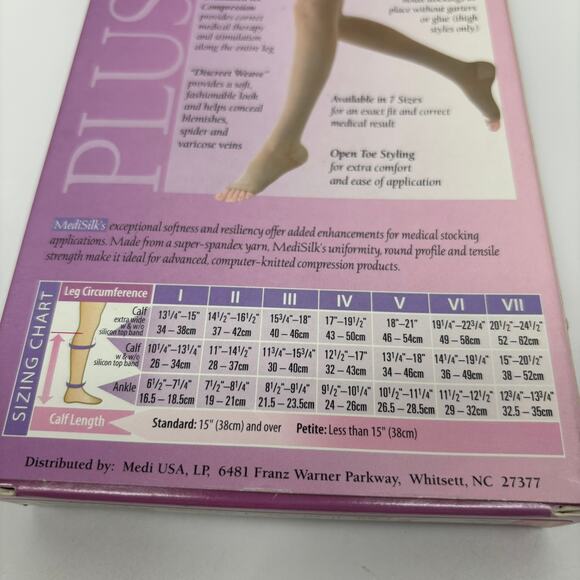 PLUS
Compression
provides correct
medical therapy
and stimulation
along the entire leg
"Discreet Weave"
provides a soft,
fashionable look
and helps conceal
blemishes,
spider and
varicose veins
place without garters
or glue (thigh
styles only)
Available in 7 Sizes
for an exact fit and correct
medical result
Open Toe Styling
for extra comfort
and ease of application
MediSilk's exceptional softness and resiliency offer added enhancements for medical stocking
applications. Made from a super-spandex yarn, MediSilk's uniformity, round profile and tensile
strength make it ideal for advanced, computer-knitted compression products.
SIZING CHART
Leg Circumference I II III IV V VI VII
Calf
extra wide
w & w/o
silicon top band
13¼"–15" 14½"–16½" 15¾"–18" 17"–19½" 18"–21" 19¼"–22¾" 20½"–24½"
34 – 38cm 37 – 42cm 40 – 46cm 43 – 50cm 46 – 54cm 49 – 58cm 52 – 62cm
Calf
w & w/o
silicon top band
10¼"–13¼" 11"–14½" 11¾"–15¾" 12½"–17" 13¼"–18" 14¼"–19¼" 15"–20½"
26 – 34cm 28 – 37cm 30 – 40cm 32 – 43cm 34 – 46cm 36 – 49cm 38 – 52cm
Ankle
6½"–7¼" 7½"–8¼" 8½"–9¼" 9½"–10¼" 10½"–11¼" 11½"–12½" 12¾"–13¾"
16.5 – 18.5cm 19 – 21cm 21.5 – 23.5cm 24 – 26cm 26.5 – 28.5cm 29 – 32cm 32.5 – 35cm
Calf Length Standard: 15" (38cm) and over Petite: Less than 15" (38cm)
Distributed by: Medi USA, LP, 6481 Franz Warner Parkway, Whitsett, NC 27377